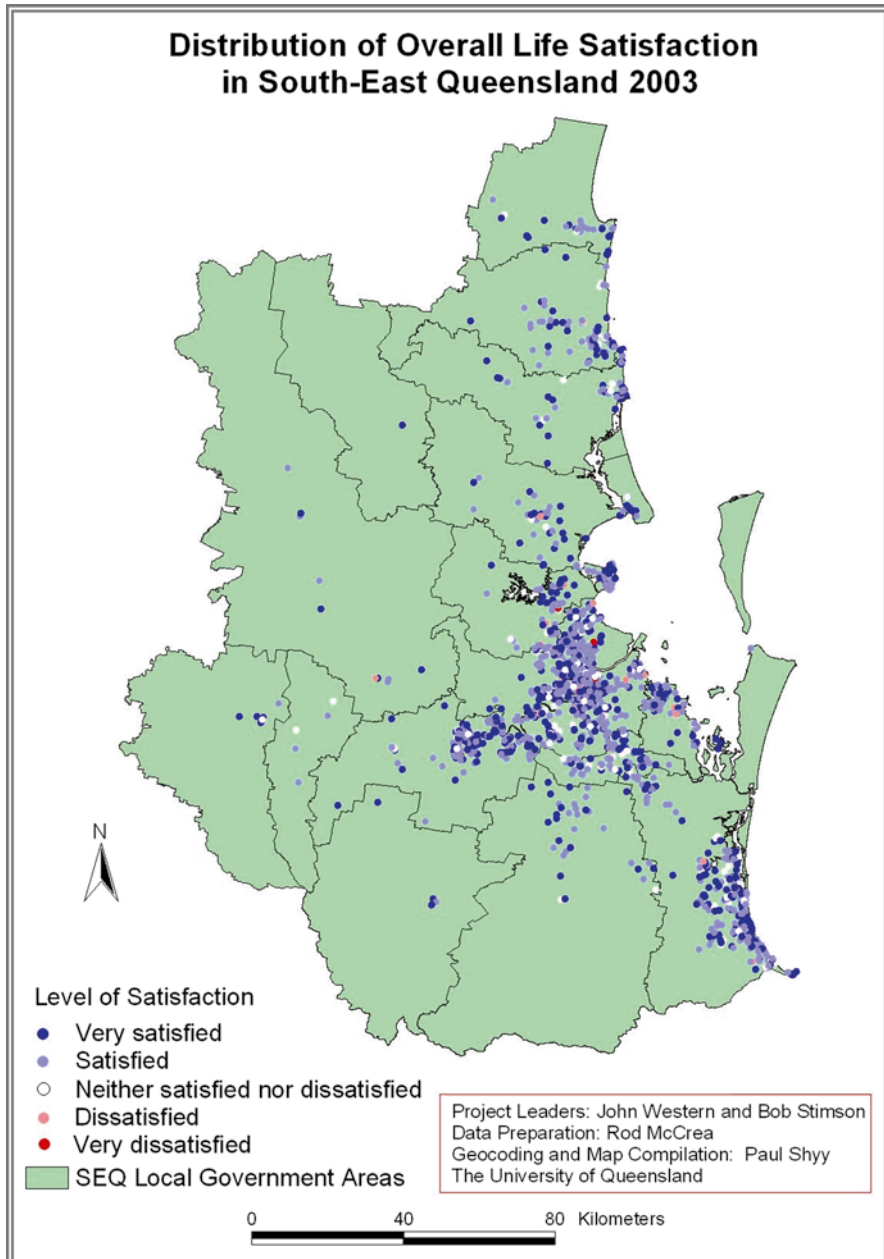 Distribution of Overall Life Satisfaction
in South-East Queensland 2003
N
Level of Satisfaction
Very satisfied
Satisfied
Neither satisfied nor dissatisfied
Dissatisfied
Very dissatisfied
SEQ Local Government Areas
Project Leaders: John Western and Bob Stimson
Data Preparation: Rod McCrea
Geocoding and Map Compilation: Paul Shyy
The University of Queensland
0 40 80 Kilometers